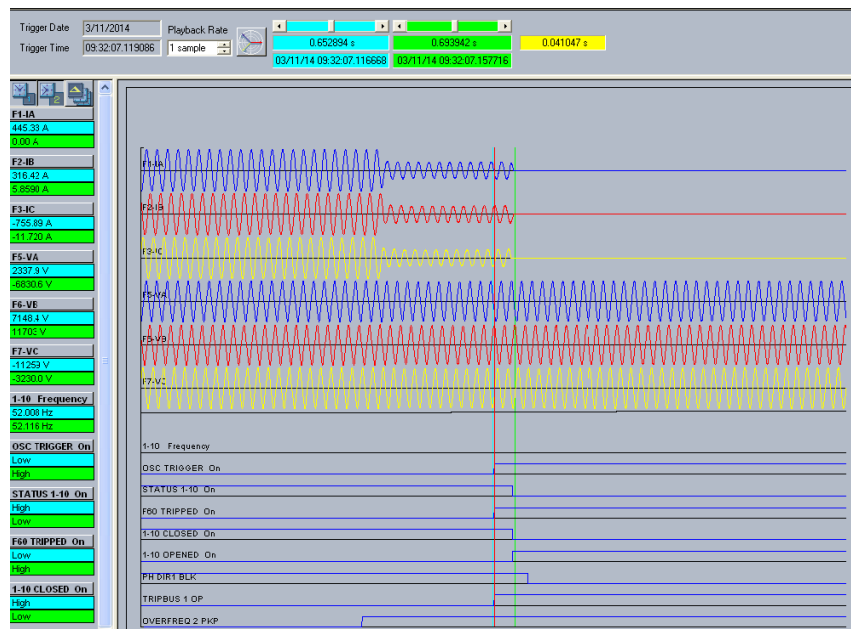 Trigger Date 3/11/2014 Playback Rate
Trigger Time 09:32:07.119086 1 sample 0.652894 s 0.693942 s 0.041047 s
03/11/14 09:32:07.116668 03/11/14 09:32:07.157716
F1-IA
445.33 A
0.00 A
F2-IB
316.42 A
5.8590 A
F3-IC
-755.89 A
-11.720 A
F5-VA
2337.9 V
-6830.6 V
F6-VB
7148.4 V
11703 V
F7-VC
-11259 V
-3230.0 V
1-10 Frequency
52.008 Hz
52.116 Hz
OSC TRIGGER On
Low
High
STATUS 1-10 On
High
Low
F60 TRIPPED On
Low
High
1-10 CLOSED On
High
Low
F1-IA
F2-IB
F3-IC
F5-VA
F6-VB
F7-VC
1-10 Frequency
OSC TRIGGER On
STATUS 1-10 On
F60 TRIPPED On
1-10 CLOSED On
1-10 OPENED On
PH DIR1 BLK
TRIPBUS 1 OP
OVERFREQ 2 PKP